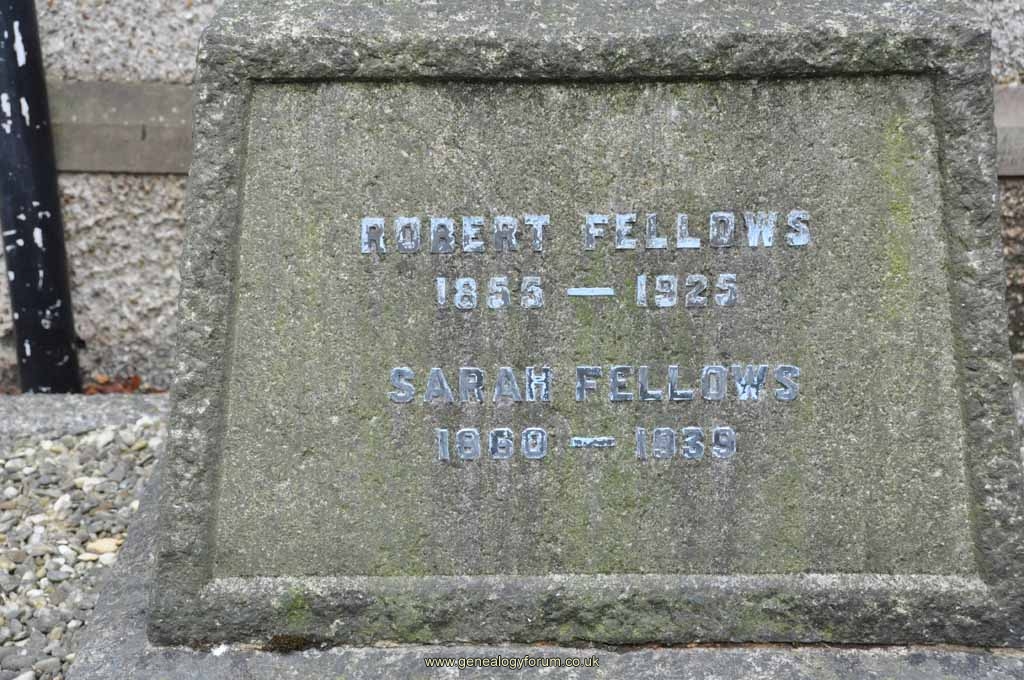 ROBERT FELLOWS
1855 — 1925
SARAH FELLOWS
1860 — 1939
www.genealogyforum.co.uk